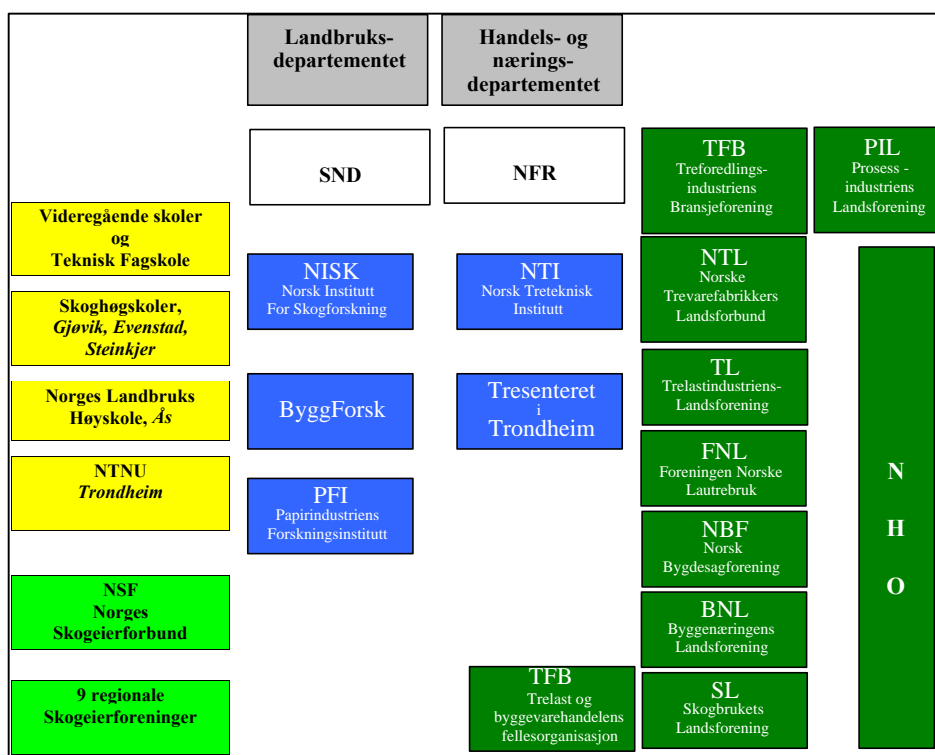 Landbruks-
departementet
Handels- og
nærings-
departementet
SND
NFR
TFB
Treforedlings-
industriens
Bransjeforening
PIL
Prosess -
industriens
Landsforening
Videregående skoler
og
Teknisk Fagskole
NISK
Norsk Institutt
For Skogforskning
NTI
Norsk Treteknisk
Institutt
NTL
Norske
Trevarefabrikkers
Landsforbund
Skoghøgskoler,
Gjøvik, Evenstad,
Steinkjer
Norges Landbruks
Høyskole, Ås
ByggForsk
Tresenteret
i
Trondheim
TL
Trelastindustriens-
Landsforening
NTNU
Trondheim
PFI
Papirindustriens
Forskningsinstitutt
FNL
Foreningen Norske
Lautrebruk
NBF
Norsk
Bygdesagforening
N
H
O
NSF
Norges
Skogeierforbund
BNL
Byggenæringens
Landsforening
9 regionale
Skogeierforeninger
TFB
Trelast og
byggevarehandelens
fellesorganisasjon
SL
Skogbrukets
Landsforening